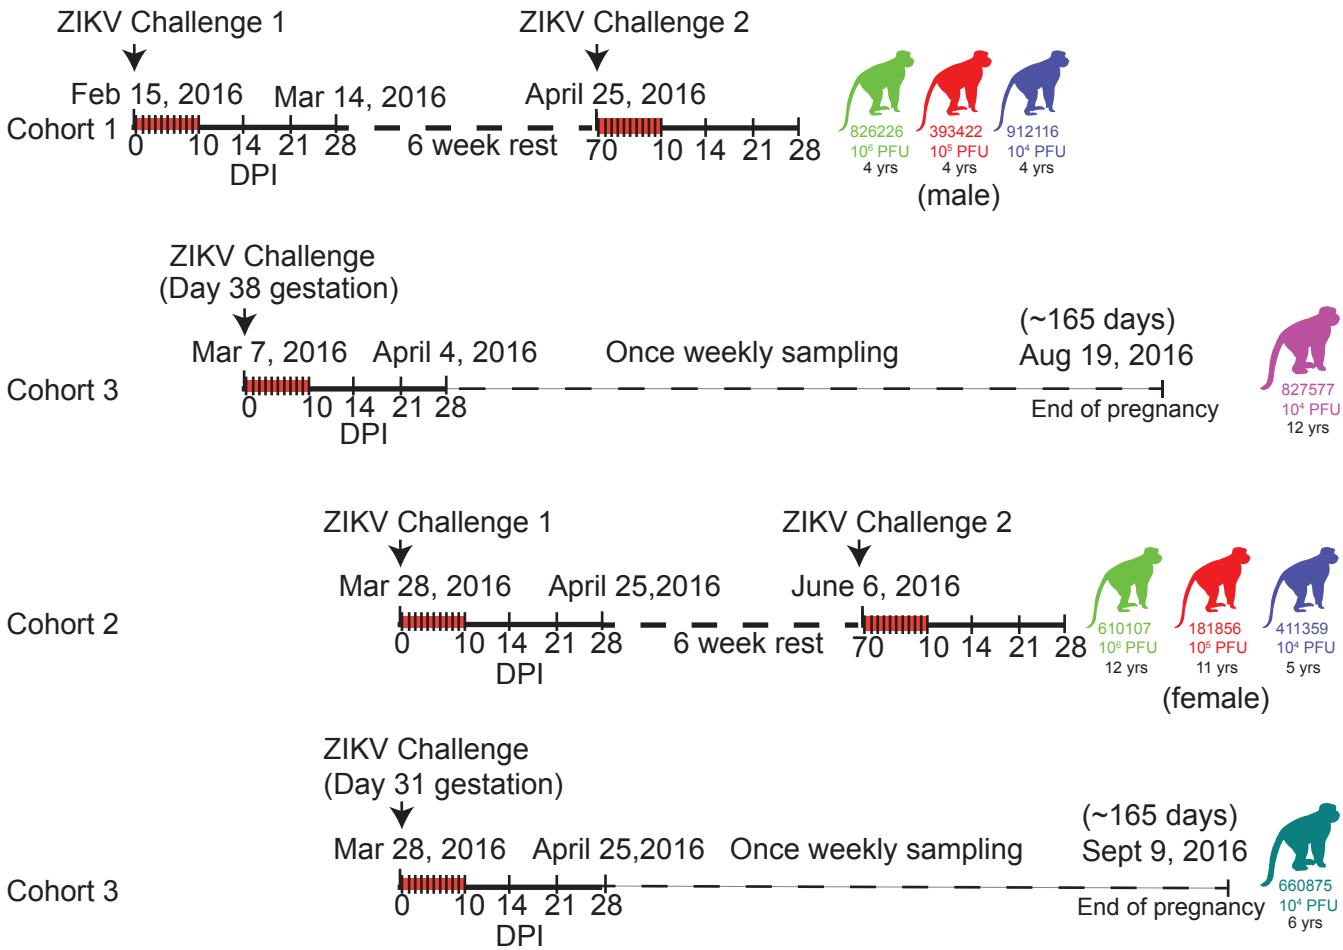 ZIKV Challenge 1
ZIKV Challenge 2
Feb 15, 2016
Mar 14, 2016
April 25, 2016
Cohort 1
0 10 14 21 28
6 week rest
70 10 14 21 28
DPI
826226
10⁶ PFU
4 yrs
393422
10⁵ PFU
4 yrs
912116
10⁴ PFU
4 yrs
(male)
ZIKV Challenge
(Day 38 gestation)
Mar 7, 2016
April 4, 2016
Once weekly sampling
(~165 days)
Aug 19, 2016
Cohort 3
0 10 14 21 28
DPI
End of pregnancy
827577
10⁴ PFU
12 yrs
ZIKV Challenge 1
ZIKV Challenge 2
Mar 28, 2016
April 25,2016
June 6, 2016
Cohort 2
0 10 14 21 28
6 week rest
70 10 14 21 28
DPI
610107
10⁶ PFU
12 yrs
181856
10⁵ PFU
11 yrs
411359
10⁴ PFU
5 yrs
(female)
ZIKV Challenge
(Day 31 gestation)
Mar 28, 2016
April 25,2016
Once weekly sampling
(~165 days)
Sept 9, 2016
Cohort 3
0 10 14 21 28
DPI
End of pregnancy
660875
10⁴ PFU
6 yrs